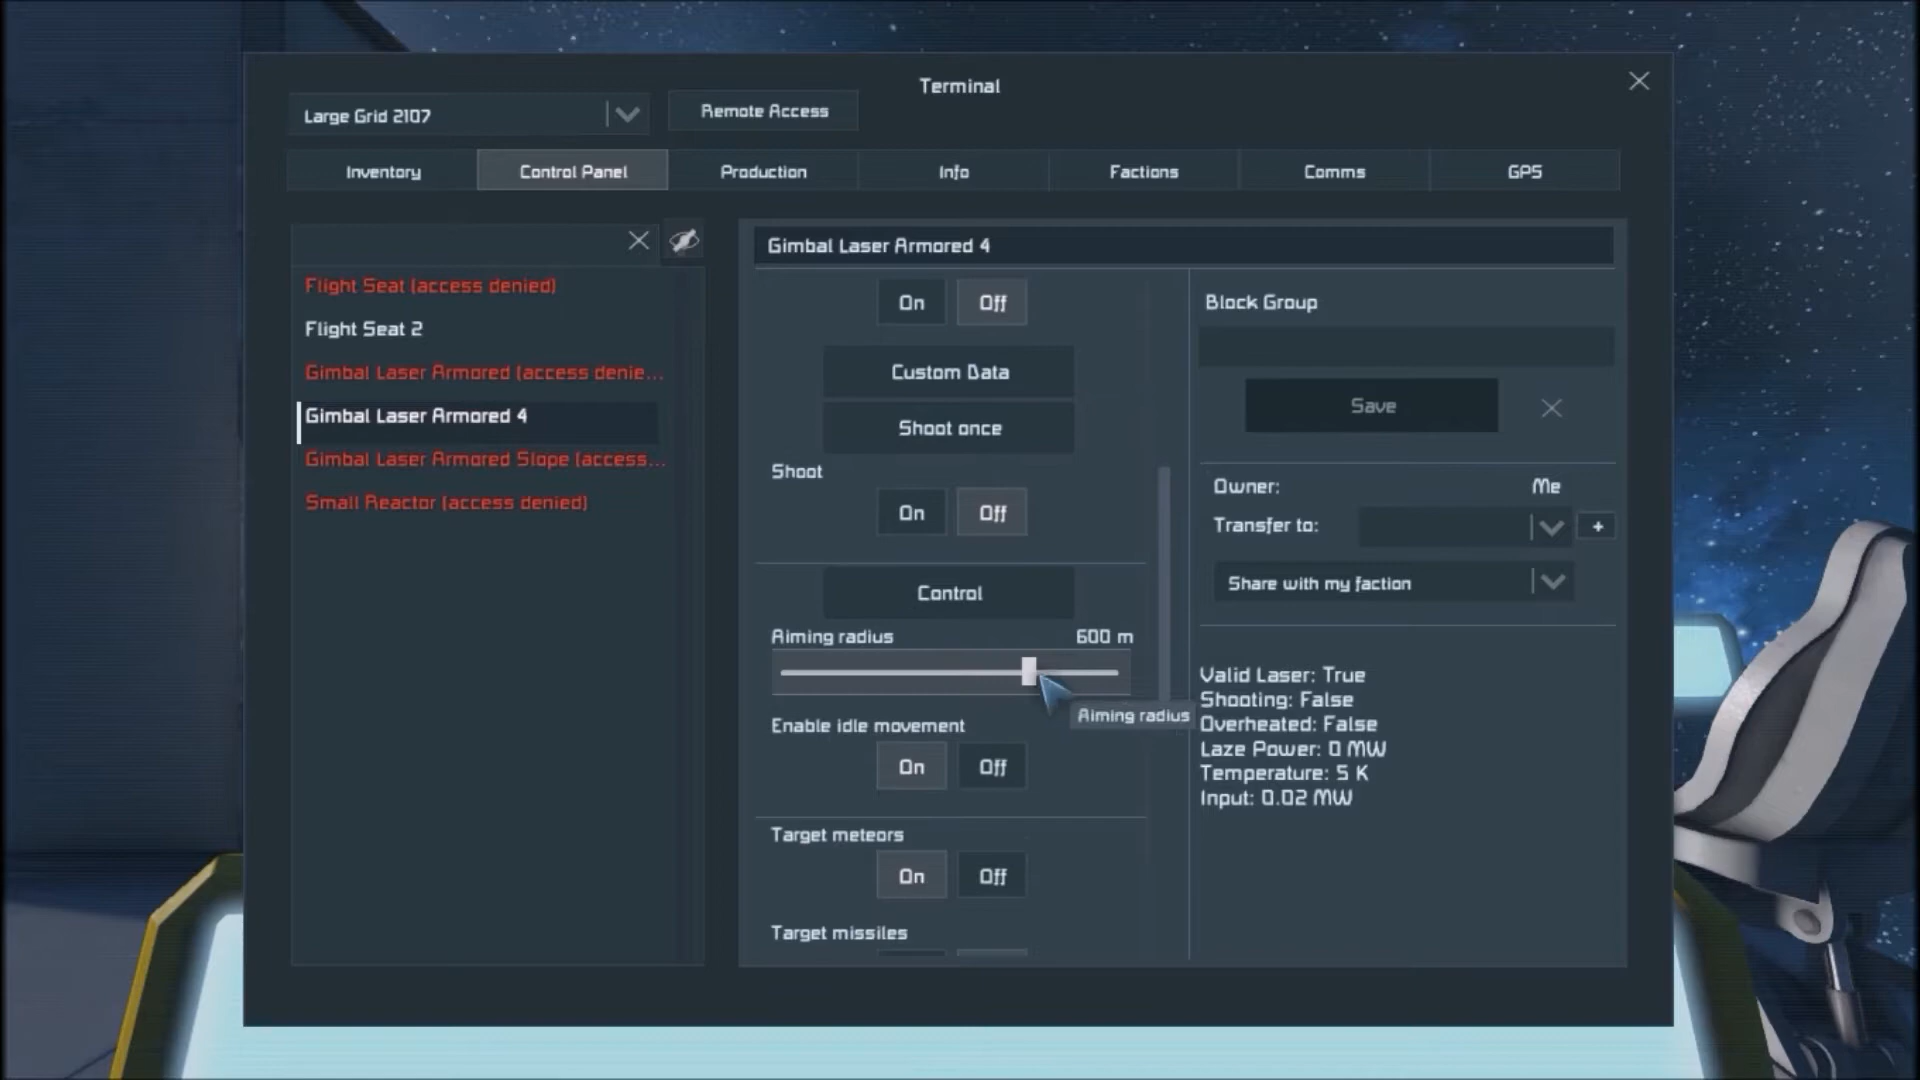 Terminal
Large Grid 2107
Remote Access
Inventory
Control Panel
Production
Info
Factions
Comms
GPS
Flight Seat (access denied)
Flight Seat 2
Gimbal Laser Armored (access denie...
Gimbal Laser Armored 4
Gimbal Laser Armored Slope (access...
Small Reactor (access denied)
Gimbal Laser Armored 4
On Off
Custom Data
Shoot once
Shoot
On Off
Control
Aiming radius 600 m
Aiming radius
Enable idle movement
On Off
Target meteors
On Off
Target missiles
Block Group
Save
Owner: Me
Transfer to:
+
Share with my faction
Valid Laser: True
Shooting: False
Overheated: False
Laze Power: 0 MW
Temperature: 5 K
Input: 0.02 MW